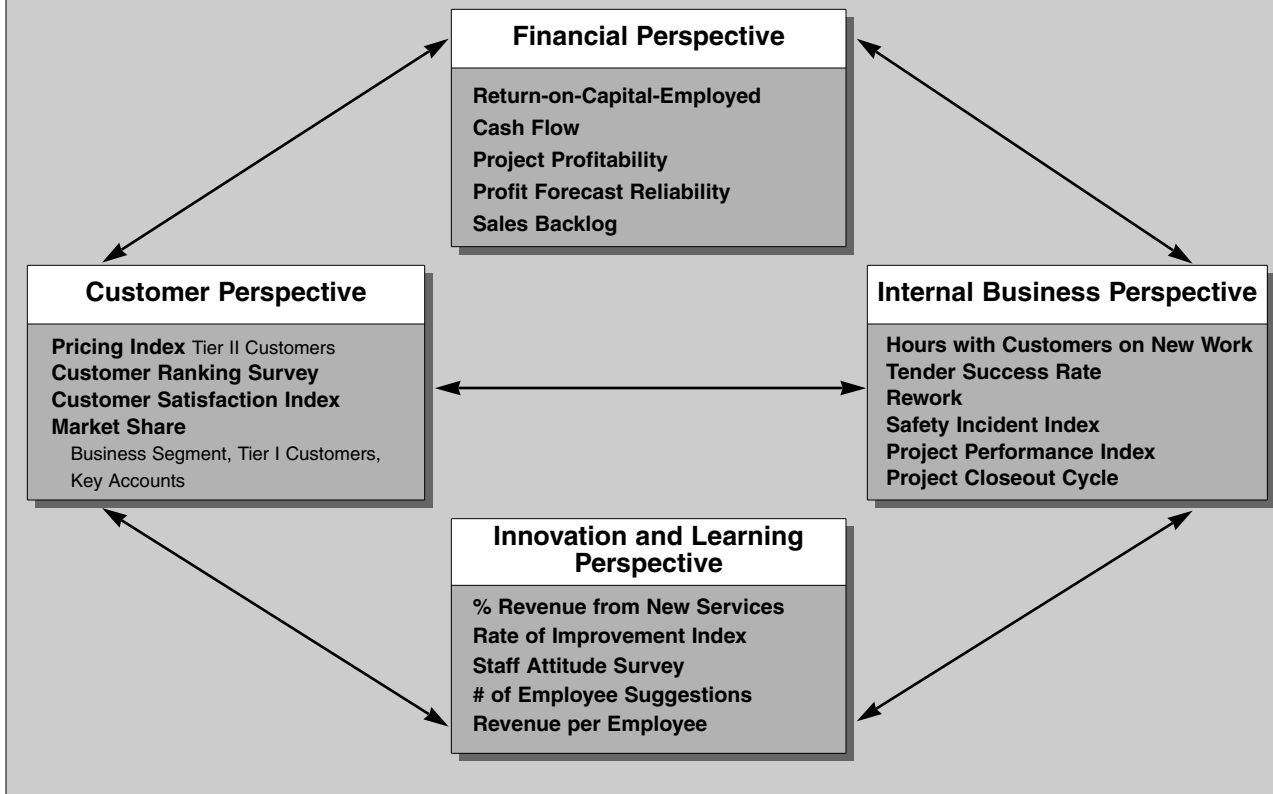 Financial Perspective
Return-on-Capital-Employed
Cash Flow
Project Profitability
Profit Forecast Reliability
Sales Backlog
Customer Perspective
Pricing Index Tier II Customers
Customer Ranking Survey
Customer Satisfaction Index
Market Share
Business Segment, Tier I Customers,
Key Accounts
Internal Business Perspective
Hours with Customers on New Work
Tender Success Rate
Rework
Safety Incident Index
Project Performance Index
Project Closeout Cycle
Innovation and Learning
Perspective
% Revenue from New Services
Rate of Improvement Index
Staff Attitude Survey
# of Employee Suggestions
Revenue per Employee